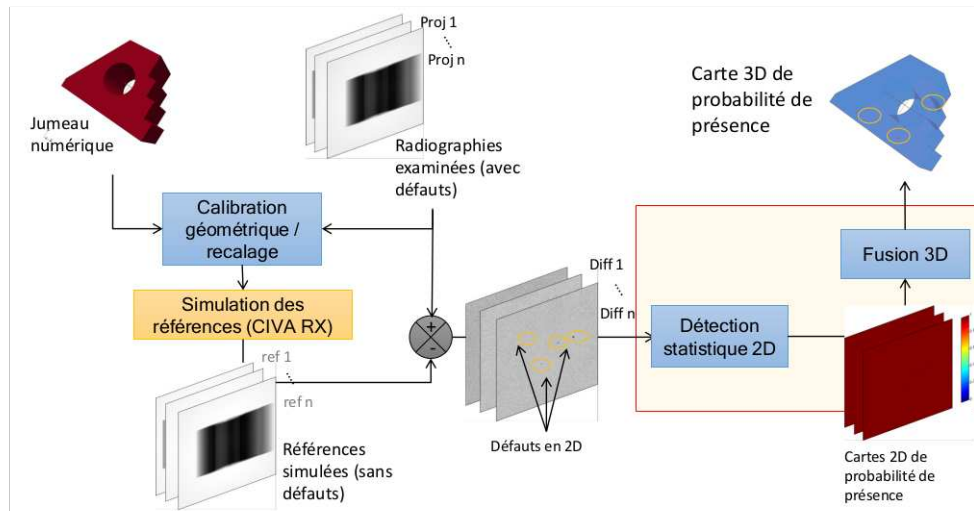 Proj 1
Proj n
Jumeau
numérique
Radiographies
examinées (avec
défauts)
Carte 3D de
probabilité de
présence
Calibration
géométrique /
recalage
Simulation des
références (CIVA RX)
ref 1
ref n
Références
simulées (sans
défauts)
+
-
Diff 1
Diff n
Défauts en 2D
Détection
statistique 2D
Fusion 3D
Cartes 2D de
probabilité de
présence